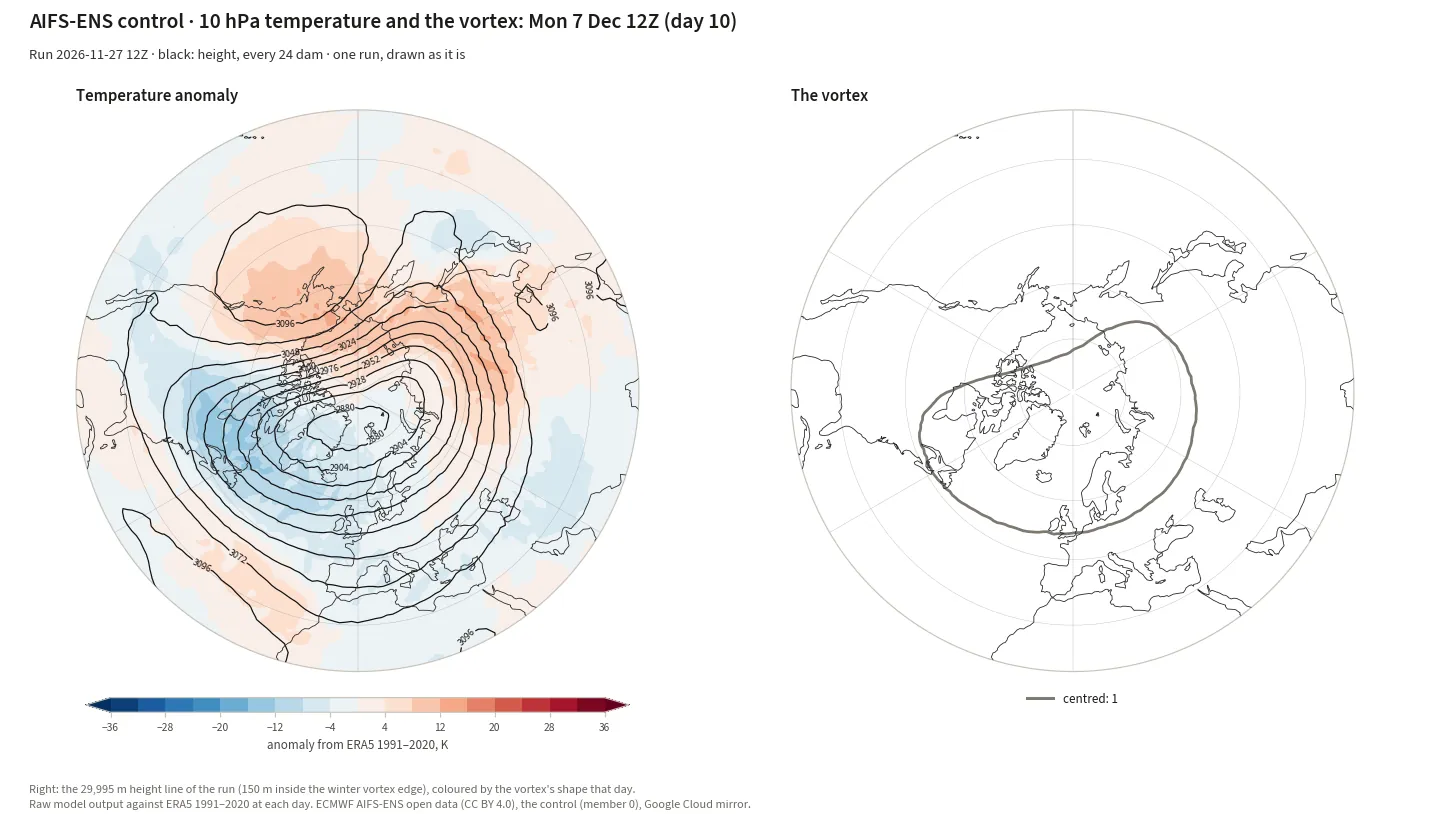 AIFS-ENS control · 10 hPa temperature and the vortex: Mon 7 Dec 12Z (day 10)
Run 2026-11-27 12Z · black: height, every 24 dam · one run, drawn as it is
Temperature anomaly
The vortex
3096
3096
3096
3096
3048
3024
2976
2952
2928
2880
2880
2904
2904
3072
3096
3096
−36 −28 −20 −12 −4 4 12 20 28 36
anomaly from ERA5 1991–2020, K
centred: 1
Right: the 29,995 m height line of the run (150 m inside the winter vortex edge), coloured by the vortex's shape that day.
Raw model output against ERA5 1991–2020 at each day. ECMWF AIFS-ENS open data (CC BY 4.0), the control (member 0), Google Cloud mirror.